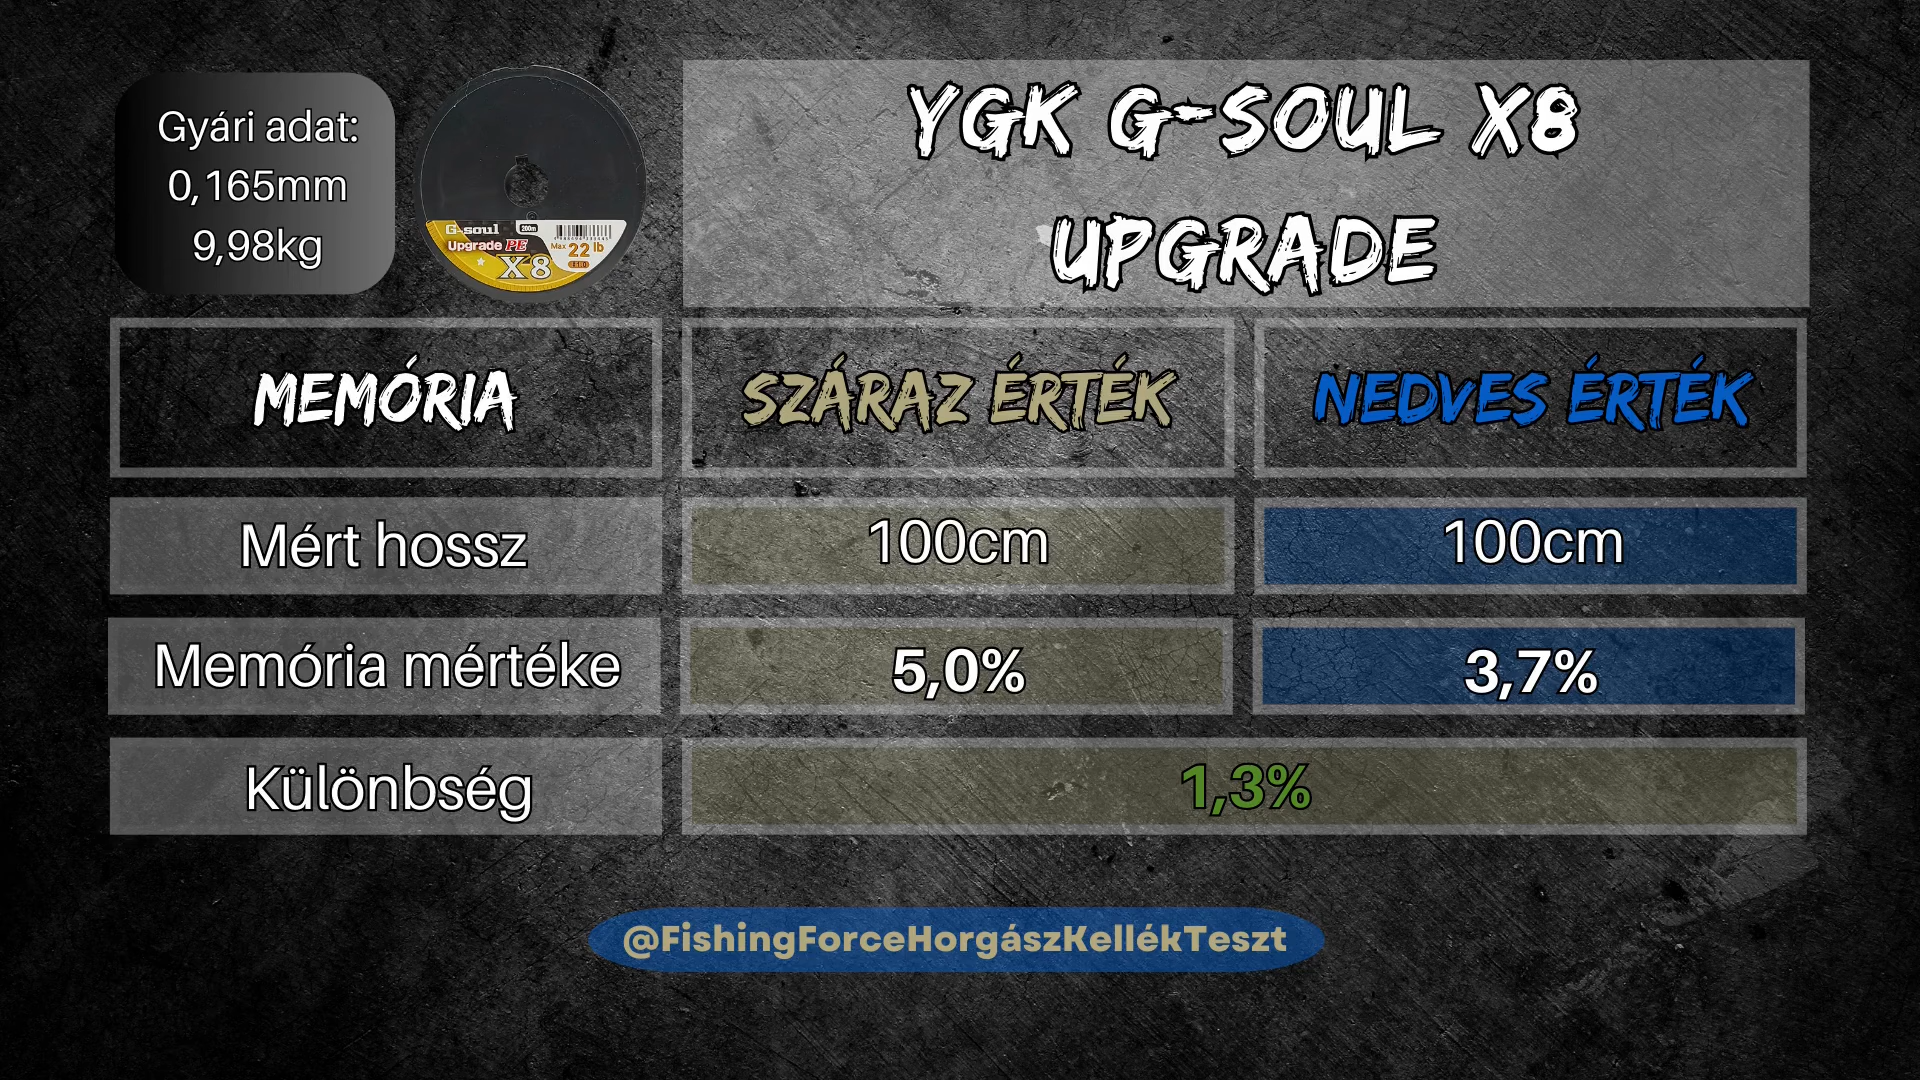 Gyári adat:
0,165mm
9,98kg
G-soul
200m
Upgrade PE
X8
Max 22 lb
YGK G-SOUL X8
UPGRADE
MEMÓRIA
SZÁRAZ ÉRTÉK
NEDVES ÉRTÉK
Mért hossz
100cm
100cm
Memória mértéke
5,0%
3,7%
Különbség
1,3%
@FishingForceHorgászKellékTeszt